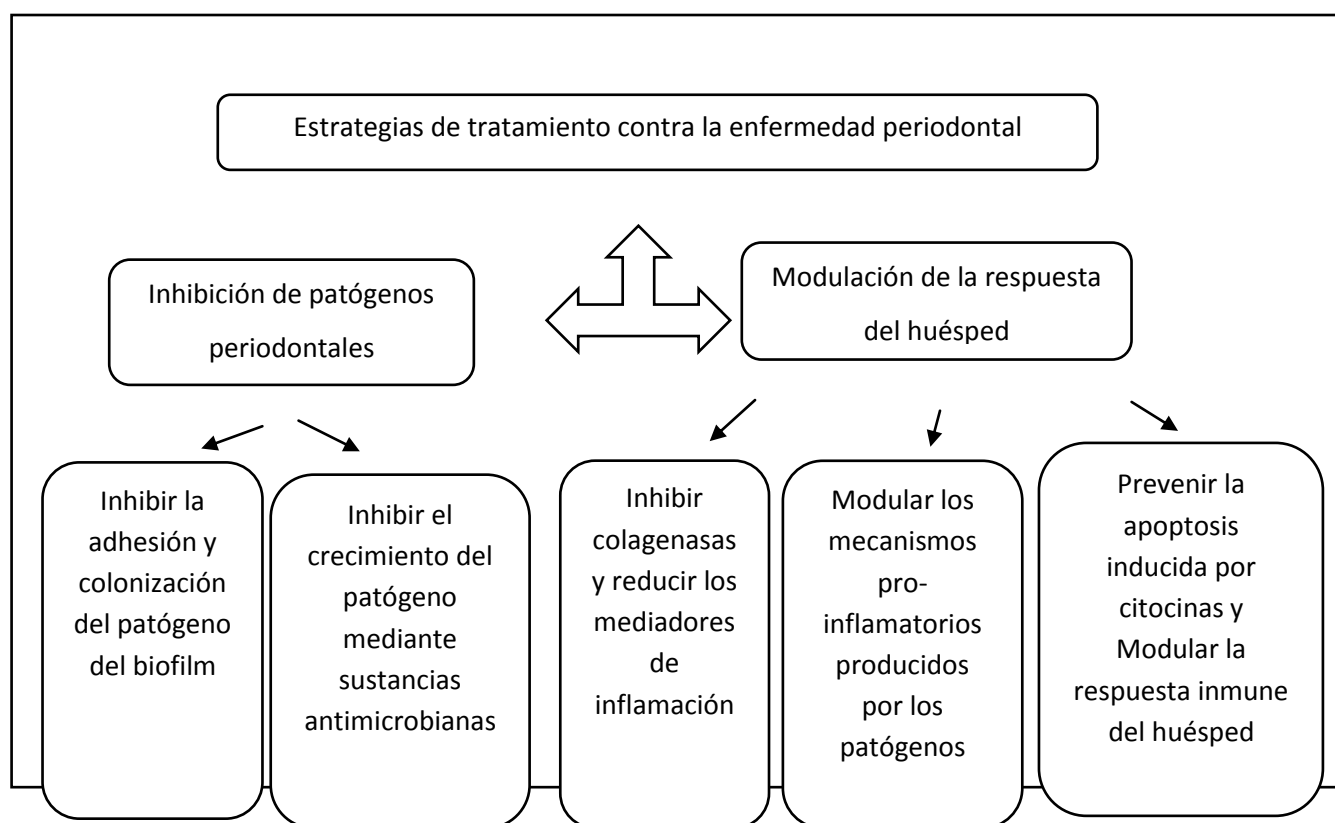 Estrategias de tratamiento contra la enfermedad periodontal
Inhibición de patógenos
periodontales
Modulación de la respuesta
del huésped
Inhibir la
adhesión y
colonización
del patógeno
del biofilm
Inhibir el
crecimiento del
patógeno
mediante
sustancias
antimicrobianas
Inhibir
colagenasas
y reducir los
mediadores
de
inflamación
Modular los
mecanismos
pro-
inflamatorios
producidos
por los
patógenos
Prevenir la
apoptosis
inducida por
citocinas y
Modular la
respuesta inmune
del huésped